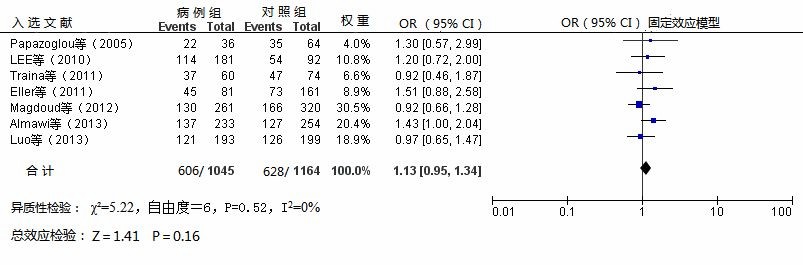 入选文献 病例组 对照组 权重 OR (95% CI) 固定效应模型
Events Total Events Total
Papazoglou等（2005） 22 36 35 64 4.0% 1.30 [0.57, 2.99]
LEE等（2010） 114 181 54 92 10.8% 1.20 [0.72, 2.00]
Traina等（2011） 37 60 47 74 6.6% 0.92 [0.46, 1.87]
Eller等（2011） 45 81 73 161 8.9% 1.51 [0.88, 2.58]
Magdoud等（2012） 130 261 166 320 30.5% 0.92 [0.66, 1.28]
Almawi等（2013） 137 233 127 254 20.4% 1.43 [1.00, 2.04]
Luo等（2013） 121 193 126 199 18.9% 0.97 [0.65, 1.47]
合计 606/ 1045 628/ 1164 100.0% 1.13 [0.95, 1.34]
异质性检验： χ²=5.22，自由度＝6，P=0.52，I²=0%
总效应检验：Z = 1.41 P = 0.16
0.01 0.1 1 10 100